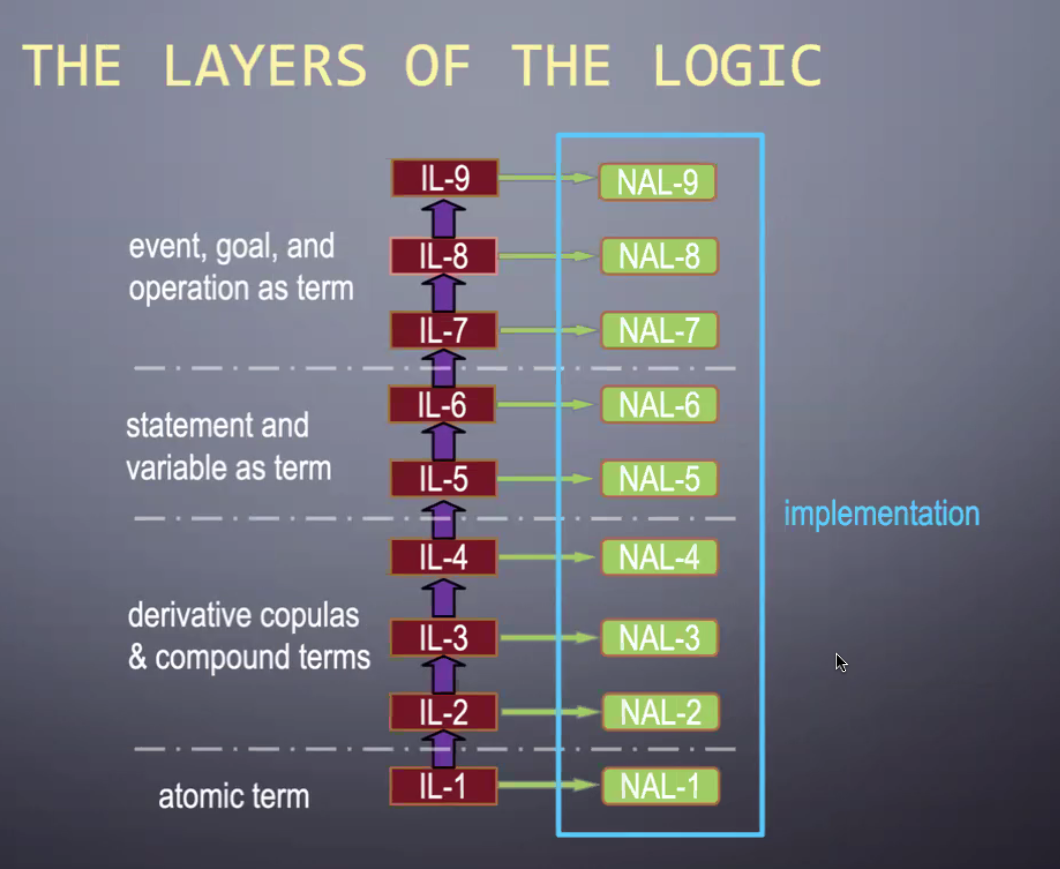 THE LAYERS OF THE LOGIC
IL-9 NAL-9
event, goal, and
operation as term
IL-8 NAL-8
IL-7 NAL-7
IL-6 NAL-6
statement and
variable as term
IL-5 NAL-5
implementation
IL-4 NAL-4
derivative copulas
& compound terms
IL-3 NAL-3
IL-2 NAL-2
IL-1 NAL-1
atomic term